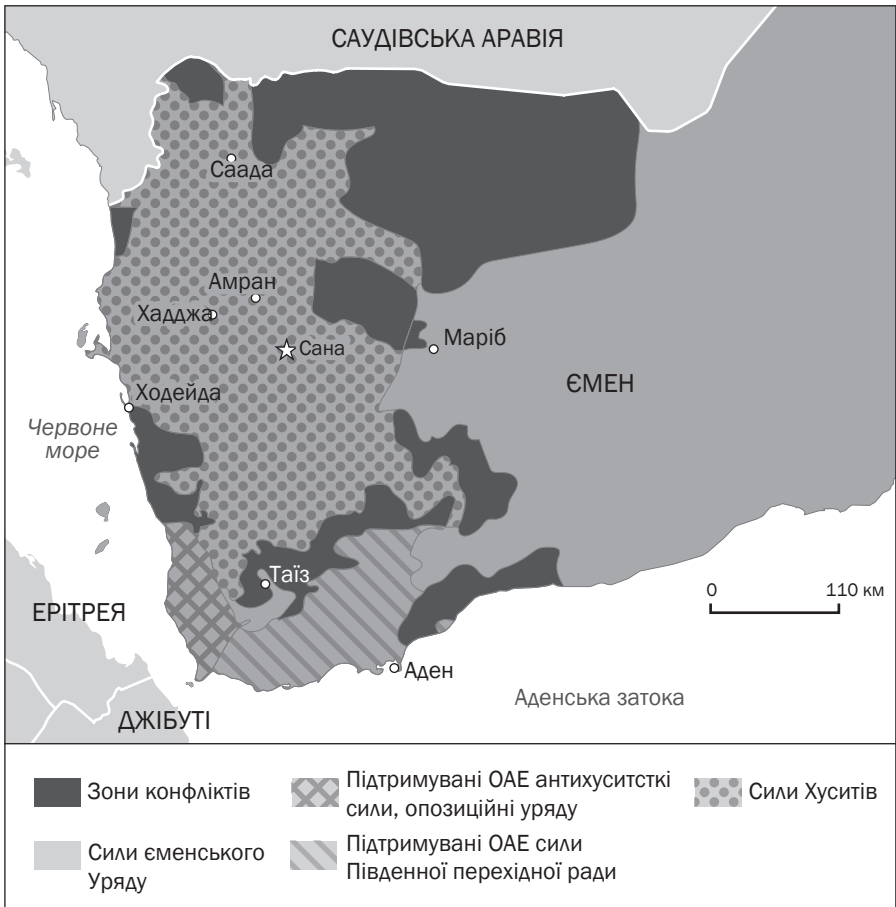 САУДІВСЬКА АРАВІЯ
Саада
Амран
Хадджа
Сана
Маріб
ЄМЕН
Ходейда
Червоне
море
Таїз
0 110 км
ЕРІТРЕЯ
Аден
Аденська затока
ДЖІБУТІ
Зони конфліктів
Підтримувані ОАЕ антихуситсткі
сили, опозиційні уряду
Сили Хуситів
Сили єменського
Уряду
Підтримувані ОАЕ сили
Південної перехідної ради